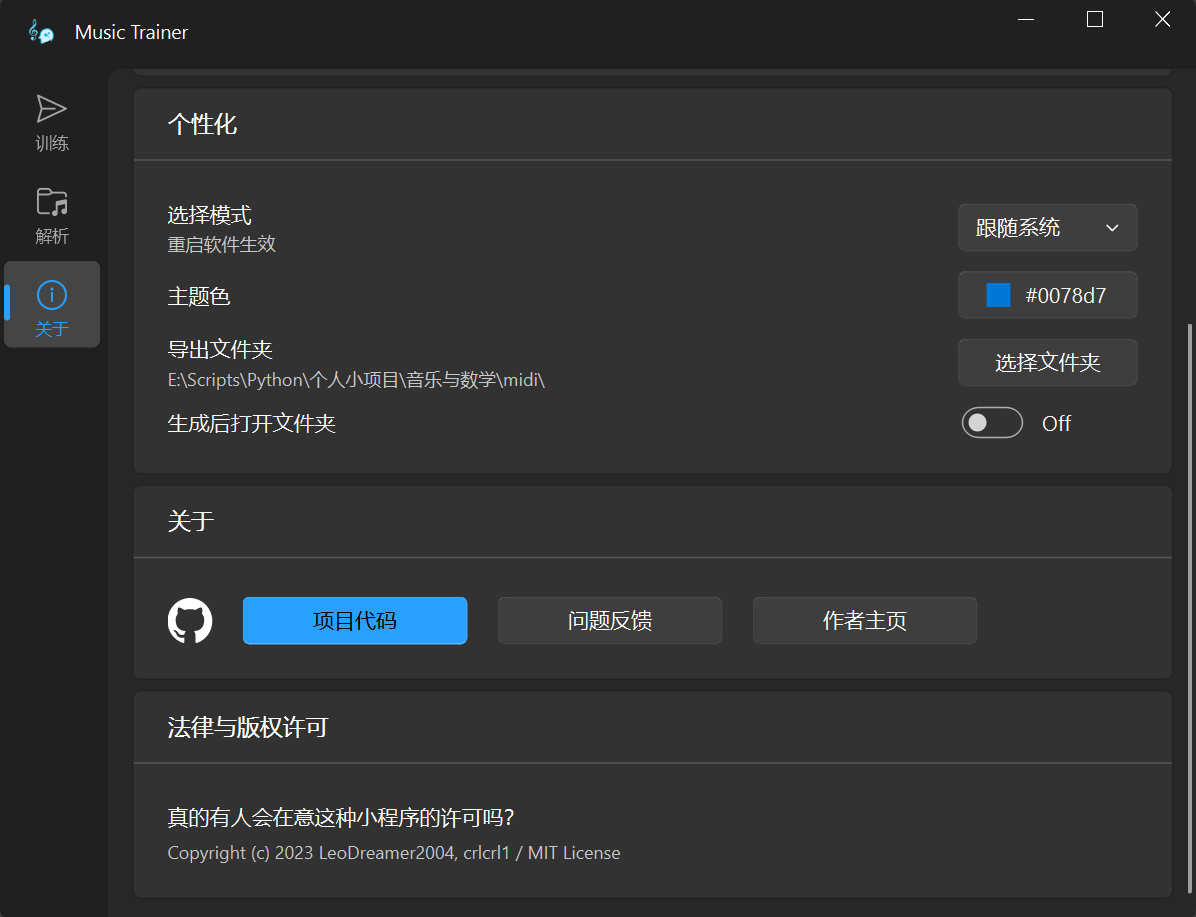 Music Trainer
训练
解析
关于
个性化
选择模式
重启软件生效
跟随系统
主题色
#0078d7
导出文件夹
E:\Scripts\Python\个人小项目\音乐与数学\midi\
选择文件夹
生成后打开文件夹
Off
关于
项目代码
问题反馈
作者主页
法律与版权许可
真的有人会在意这种小程序的许可吗?
Copyright (c) 2023 LeoDreamer2004, crlcrl1 / MIT License